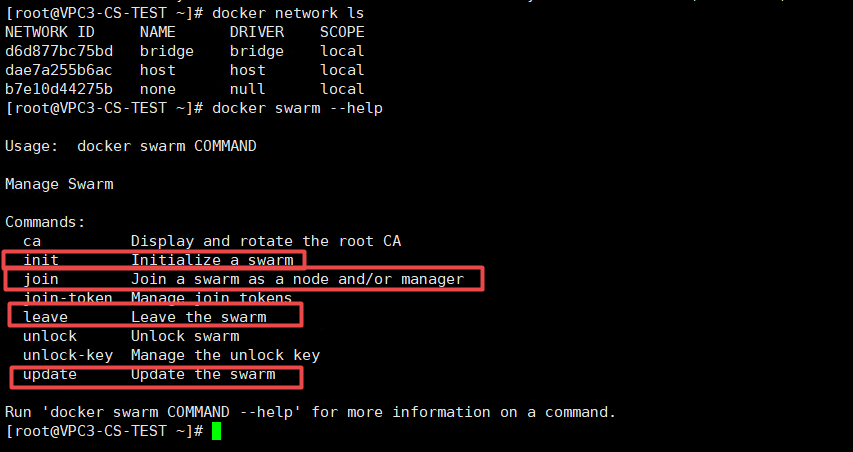 [root@VPC3-CS-TEST ~]# docker network ls
NETWORK ID     NAME      DRIVER    SCOPE
d6d877bc75bd   bridge    bridge    local
dae7a255b6ac   host      host      local
b7e10d44275b   none      null      local
[root@VPC3-CS-TEST ~]# docker swarm --help
Usage:  docker swarm COMMAND
Manage Swarm
Commands:
  ca          Display and rotate the root CA
  init        Initialize a swarm
  join        Join a swarm as a node and/or manager
  join-token  Manage join tokens
  leave       Leave the swarm
  unlock      Unlock swarm
  unlock-key  Manage the unlock key
  update      Update the swarm
Run 'docker swarm COMMAND --help' for more information on a command.
[root@VPC3-CS-TEST ~]#